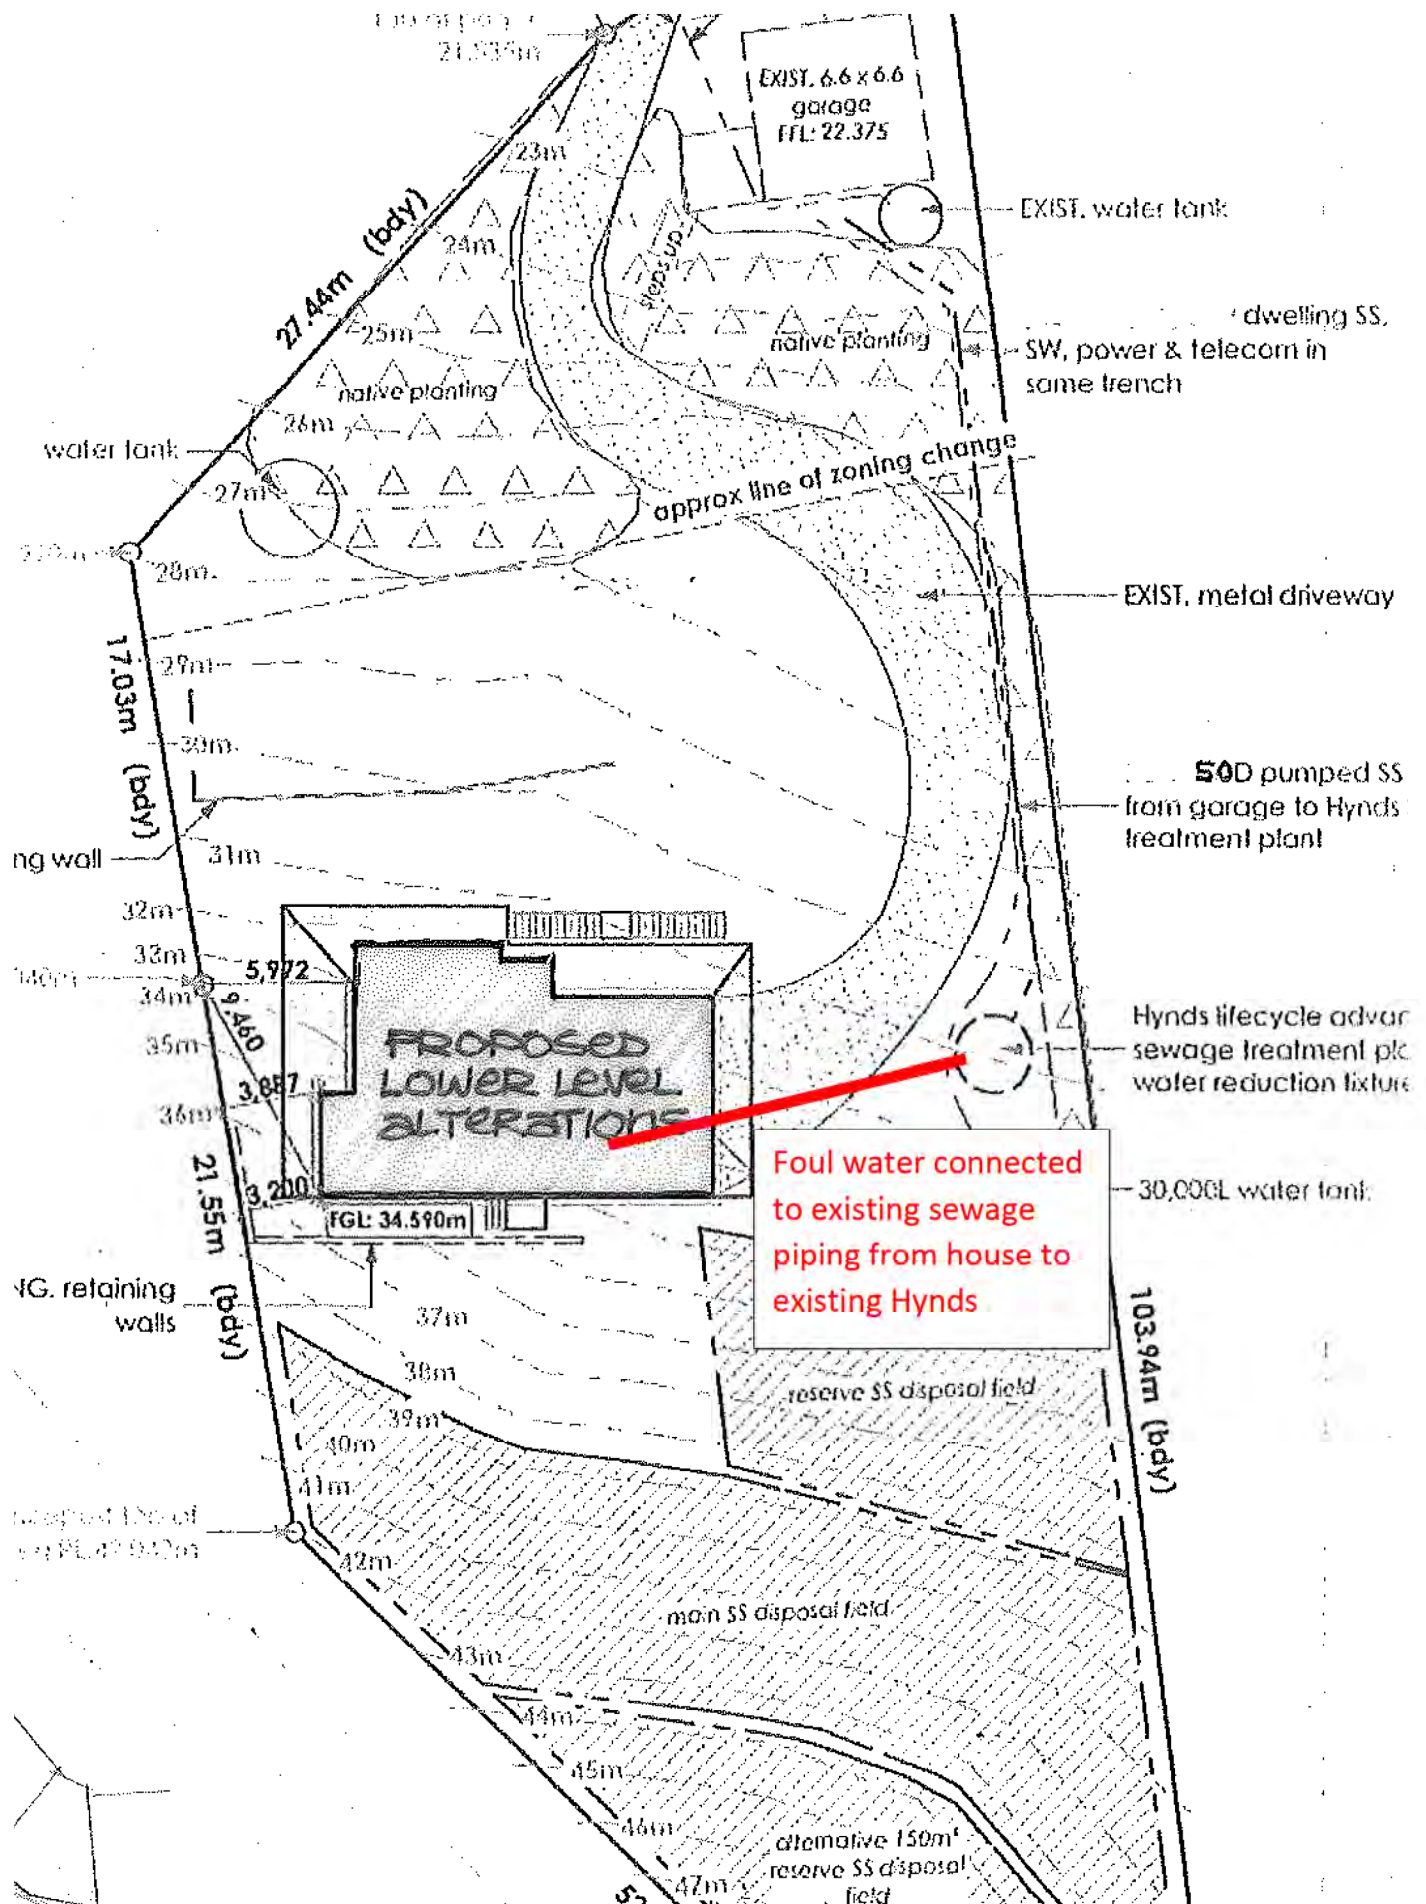 21.535m
EXIST. 6.6 x 6.6
garage
FFL: 22.375
23m
EXIST. water tank
27.44m (bdy)
24m
steps up
dwelling SS,
SW, power & telecom in
same trench
25m
native planting
native planting
26m
water tank
approx line of zoning change
27m
28m
EXIST. metal driveway
17.03m (bdy)
29m
30m
50D pumped SS
from garage to Hynds
treatment plant
ng wall
31m
32m
33m
5,972
34m
9,460
35m
PROPOSED
LOWER LEVEL
ALTERATIONS
Hynds lifecycle advar
sewage treatment pla
water reduction fixture
3,887
36m
21.55m (bdy)
3,200
FGL: 34.590m
Foul water connected
to existing sewage
piping from house to
existing Hynds
30,000L water tank
NG. retaining
walls
37m
103.94m (bdy)
38m
reserve SS disposal field
39m
40m
41m
42m
main SS disposal field
43m
44m
45m
46m
alternative 150m²
reserve SS disposal
field
47m